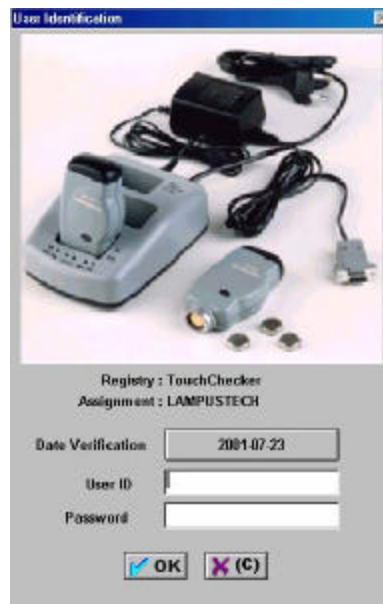 User Identification
Registry : TouchChecker
Assignment : LAMPUSTECH
Date Verification 2001-07-23
User ID
Password
OK (C)